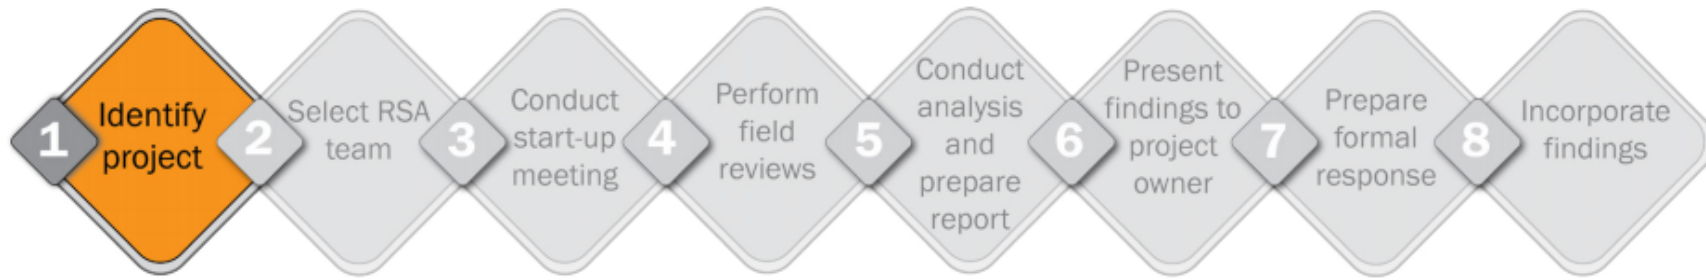 1
Identify
project
2
Select RSA
team
3
Conduct
start-up
meeting
4
Perform
field
reviews
5
Conduct
analysis
and
prepare
report
6
Present
findings to
project
owner
7
Prepare
formal
response
8
Incorporate
findings